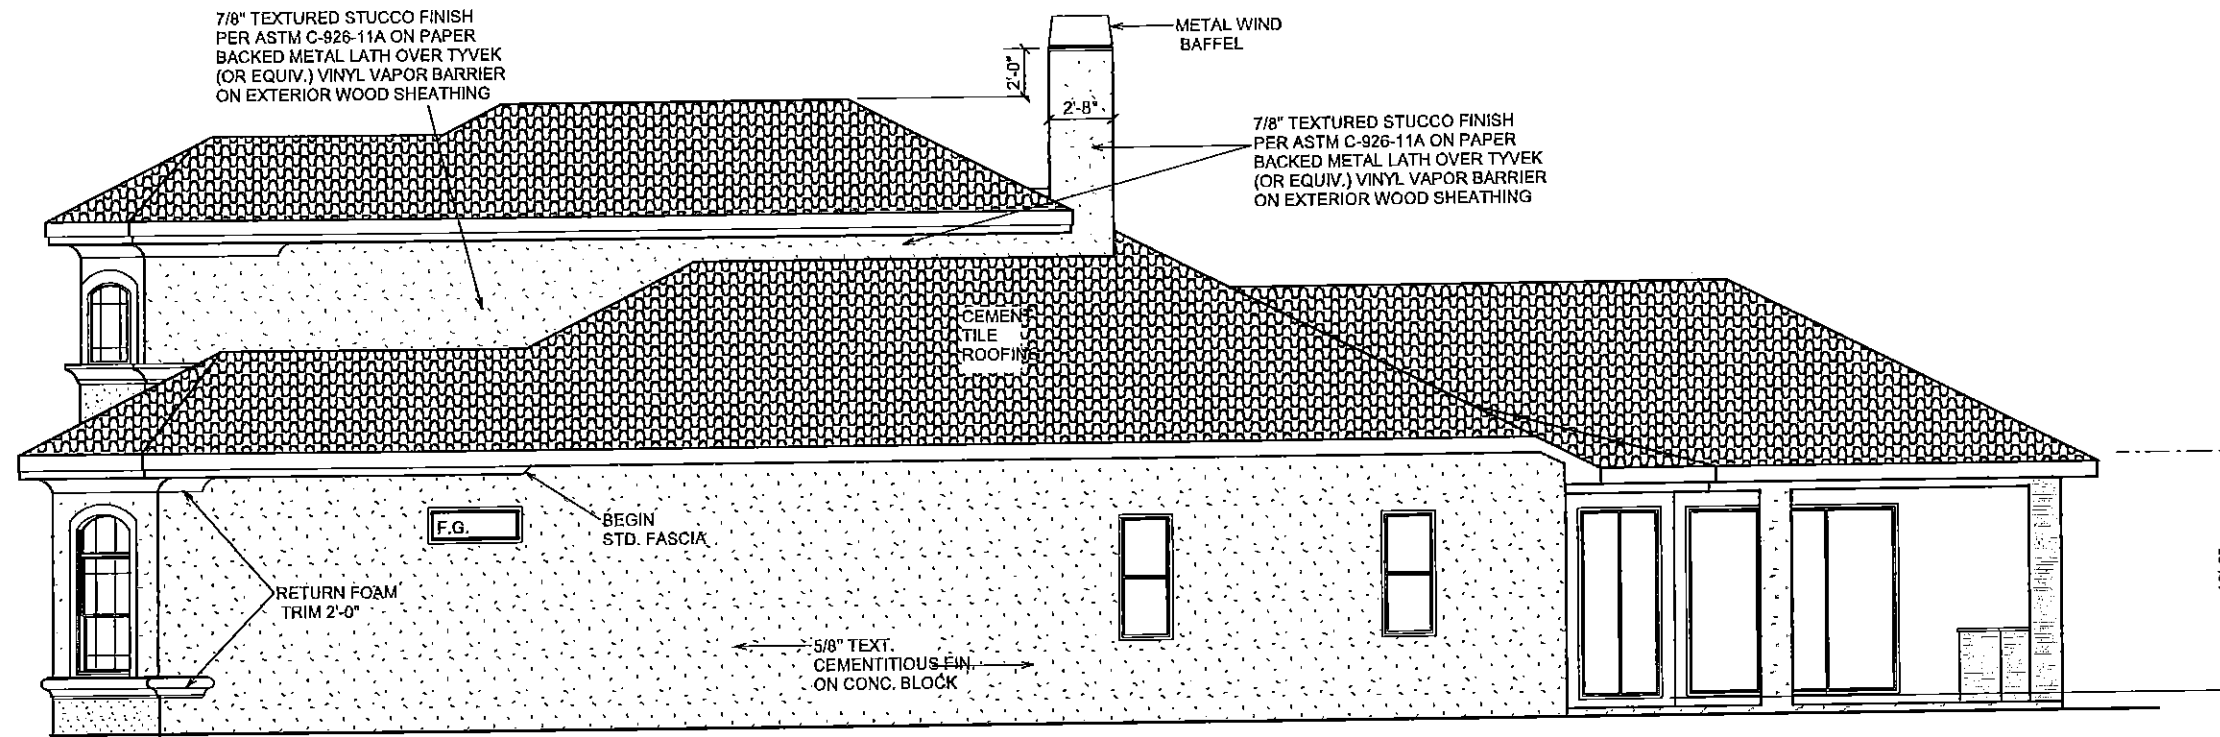 7/8" TEXTURED STUCCO FINISH
PER ASTM C-926-11A ON PAPER
BACKED METAL LATH OVER TYVEK
(OR EQUIV.) VINYL VAPOR BARRIER
ON EXTERIOR WOOD SHEATHING
METAL WIND
BAFFEL
2'-0"
2'-8"
7/8" TEXTURED STUCCO FINISH
PER ASTM C-926-11A ON PAPER
BACKED METAL LATH OVER TYVEK
(OR EQUIV.) VINYL VAPOR BARRIER
ON EXTERIOR WOOD SHEATHING
CEMENT
TILE
ROOFING
F.G.
BEGIN
STD. FASCIA
RETURN FOAM
TRIM 2'-0"
5/8" TEXT.
CEMENTITIOUS FIN.
ON CONC. BLOCK